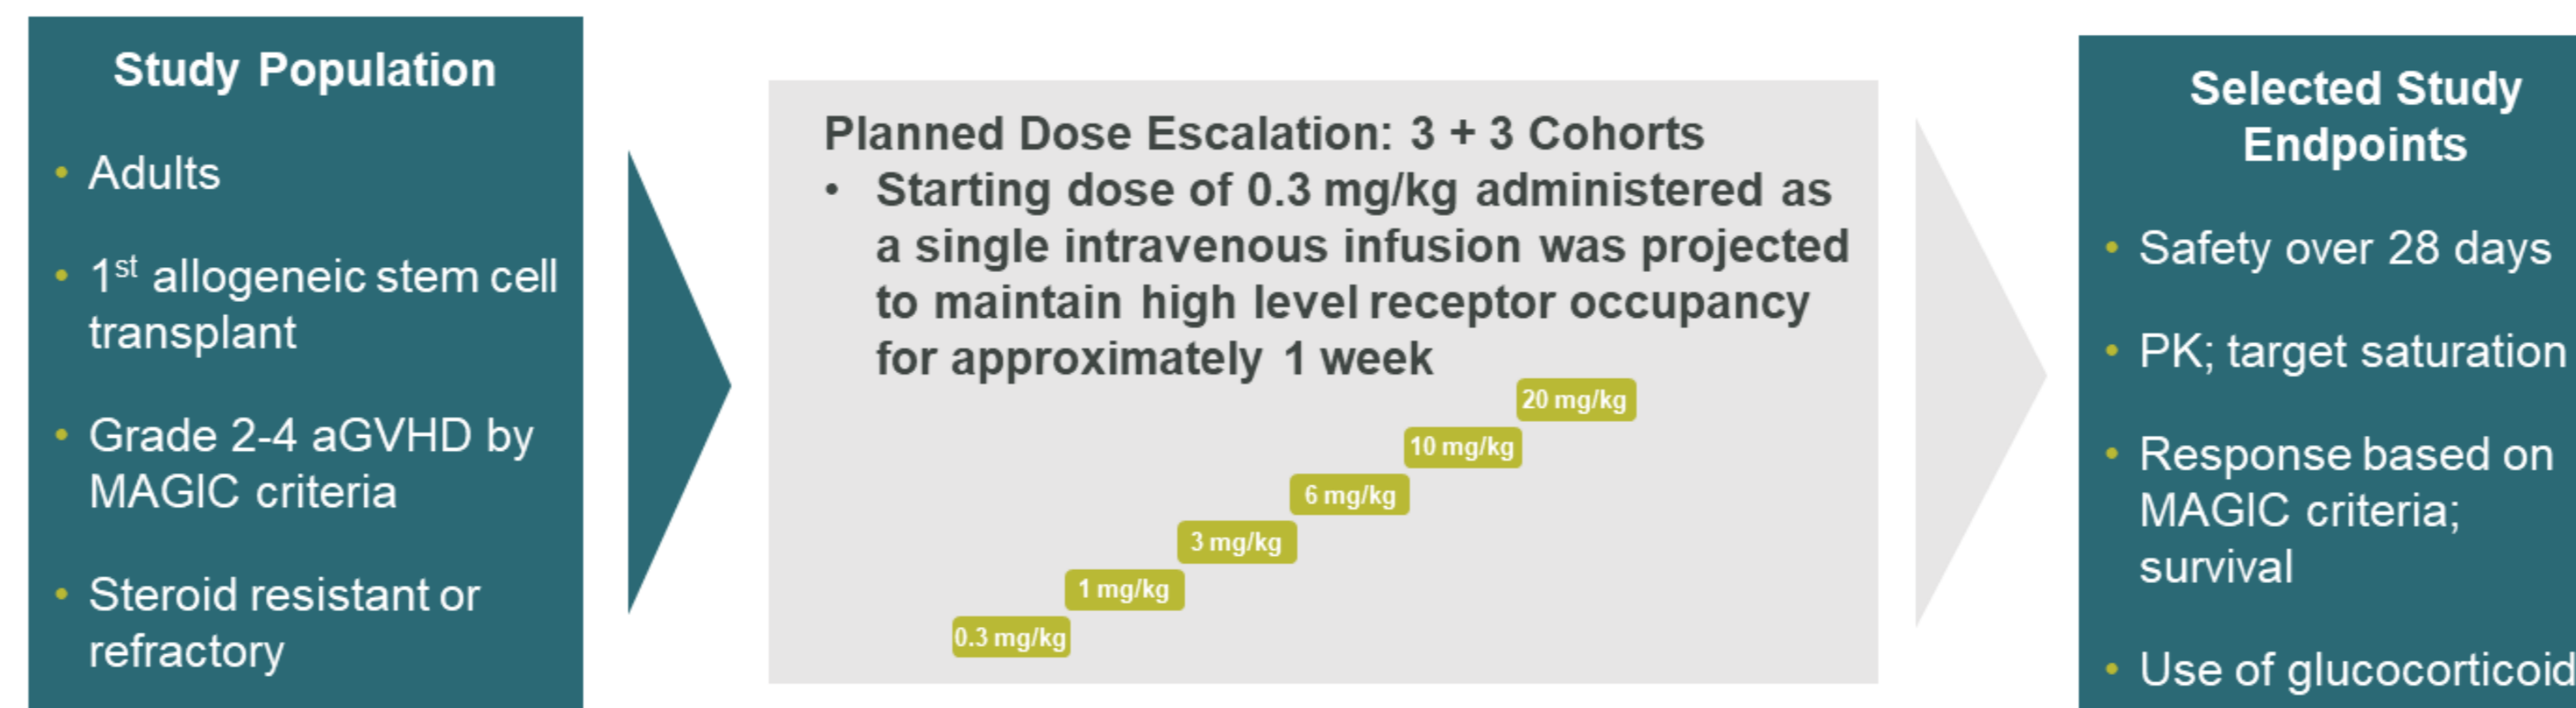 Study Population
• Adults
• 1st allogeneic stem cell
transplant
• Grade 2-4 aGVHD by
MAGIC criteria
• Steroid resistant or
refractory
Planned Dose Escalation: 3 + 3 Cohorts
• Starting dose of 0.3 mg/kg administered as
a single intravenous infusion was projected
to maintain high level receptor occupancy
for approximately 1 week
20 mg/kg
10 mg/kg
6 mg/kg
3 mg/kg
1 mg/kg
0.3 mg/kg
Selected Study
Endpoints
• Safety over 28 days
• PK; target saturation
• Response based on
MAGIC criteria;
survival
• Use of glucocorticoid